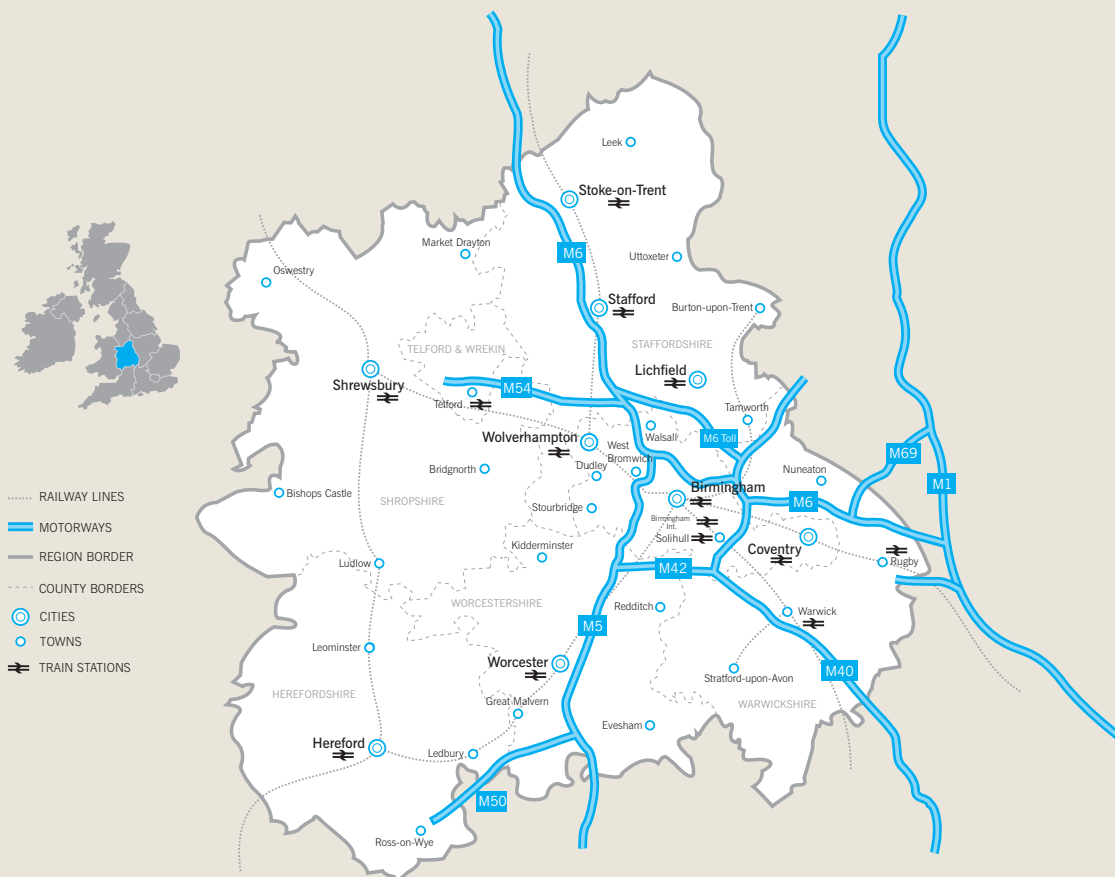 Leek
Stoke-on-Trent
Market Drayton
M6
Uttoxeter
Oswestry
Stafford
Burton-upon-Trent
TELFORD & WREKIN
STAFFORDSHIRE
Lichfield
Shrewsbury
M54
Telford
Tamworth
Wolverhampton
West
Bromwich
Walsall
M6 Toll
M69
Dudley
Nuneaton
Bridgnorth
M1
Birmingham
Bishops Castle
SHROPSHIRE
M6
Stourbridge
Birmingham
Int.
Solihull
Kidderminster
Coventry
Rugby
Ludlow
M42
WORCESTERSHIRE
Redditch
Warwick
M5
Leominster
Worcester
M40
Stratford-upon-Avon
HEREFORDSHIRE
Great Malvern
WARWICKSHIRE
Evesham
Hereford
Ledbury
M50
Ross-on-Wye
RAILWAY LINES
MOTORWAYS
REGION BORDER
COUNTY BORDERS
CITIES
TOWNS
TRAIN STATIONS